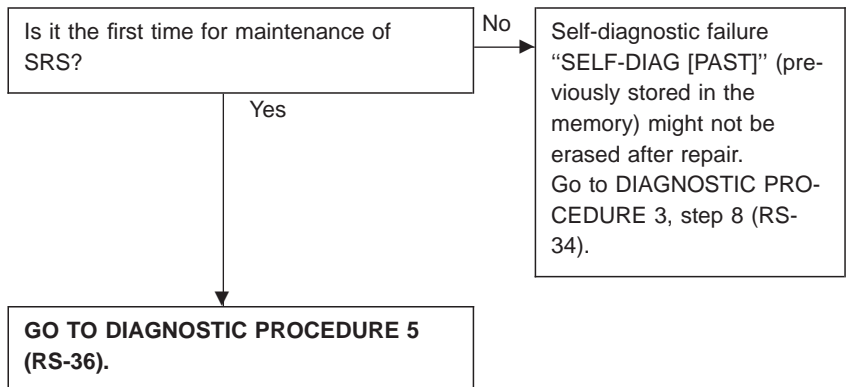 Is it the first time for maintenance of
SRS?
No
Self-diagnostic failure
‘‘SELF-DIAG [PAST]’’ (pre-
viously stored in the
memory) might not be
erased after repair.
Go to DIAGNOSTIC PRO-
CEDURE 3, step 8 (RS-
34).
Yes
GO TO DIAGNOSTIC PROCEDURE 5
(RS-36).